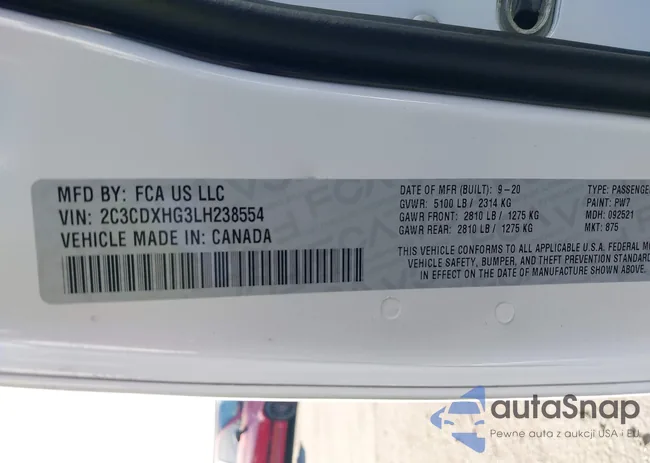 MFD BY: FCA US LLC
VIN: 2C3CDXHG3LH238554
VEHICLE MADE IN: CANADA
DATE OF MFR (BUILT): 9-20
GVWR: 5100 LB / 2314 KG
GAWR FRONT: 2810 LB / 1275 KG
GAWR REAR: 2810 LB / 1275 KG
TYPE: PASSENGE
PAINT: PW7
MDH: 092521
MKT: 875
THIS VEHICLE CONFORMS TO ALL APPLICABLE U.S.A. FEDERAL MO
VEHICLE SAFETY, BUMPER, AND THEFT PREVENTION STANDARD
IN EFFECT ON THE DATE OF MANUFACTURE SHOWN ABOVE.
autoSnap
Pewne auta z aukcji USA i EU